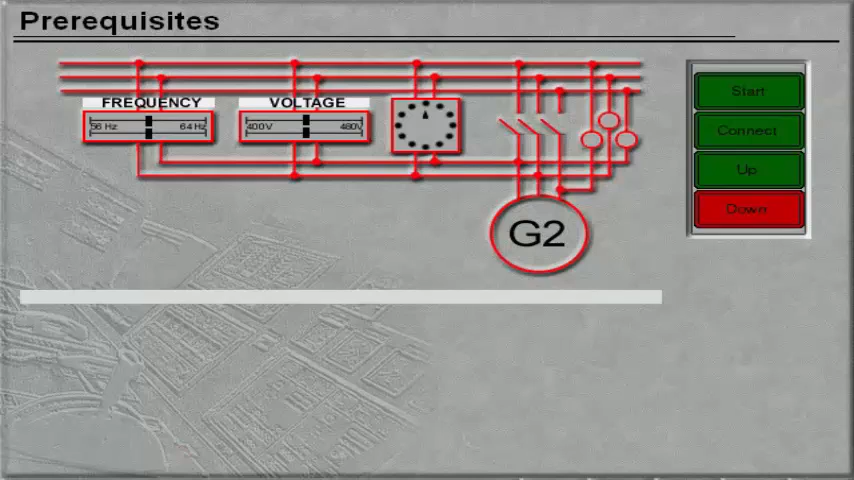 Prerequisites
FREQUENCY
VOLTAGE
56 Hz
64 Hz
400V
480V
G2
Start
Connect
Up
Down